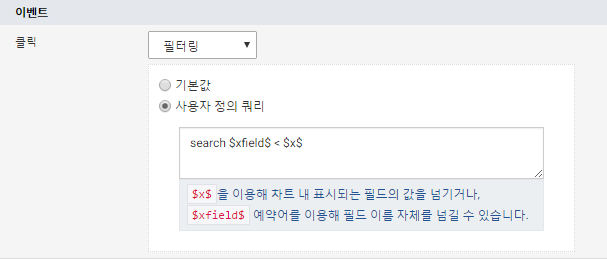 이벤트
클릭
필터링
기본값
사용자 정의 쿼리
search $xfield$ < $x$
$x$ 을 이용해 차트 내 표시되는 필드의 값을 넘기거나,
$xfield$ 예약어를 이용해 필드 이름 자체를 넘길 수 있습니다.